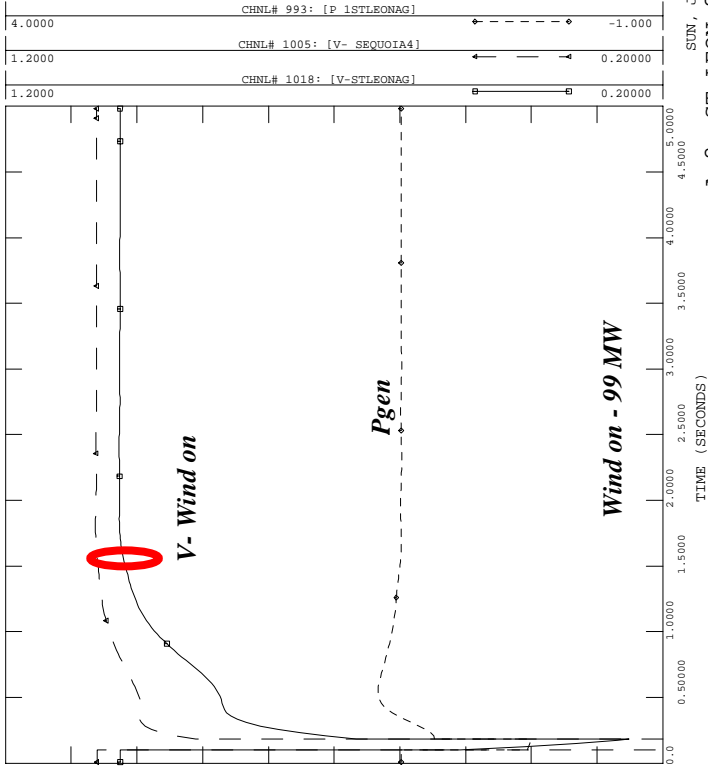 CHNL# 993: [P 1STLEONAG]
4.0000 -1.000
CHNL# 1005: [V- SEQUOIA4]
1.2000 0.20000
CHNL# 1018: [V-STLEONAG]
1.2000 0.20000
V- Wind on
Pgen
Wind on - 99 MW
0.0
0.50000
1.0000
1.5000
2.0000
2.5000
3.0000
3.5000
4.0000
4.5000
5.0000
TIME (SECONDS)
SUN,